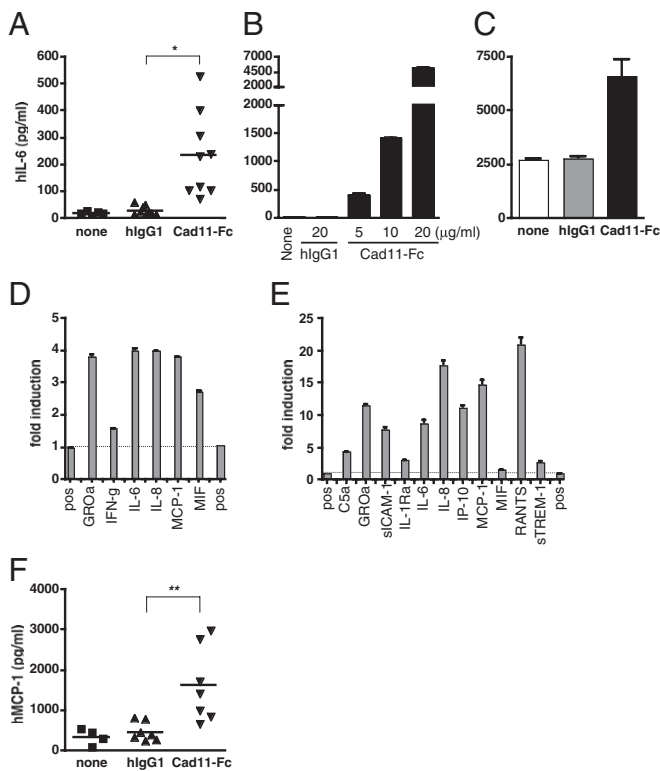 A
hIL-6 (pg/ml)
600
500
400
300
200
100
0
*
none hIgG1 Cad11-Fc
B
7000
4500
2000
1500
1000
500
0
None 20 5 10 20 (μg/ml)
hIgG1 Cad11-Fc
C
7500
5000
2500
0
none hIgG1 Cad11-Fc
D
fold induction
5
4
3
2
1
0
pos GROa IFN-g IL-6 IL-8 MCP-1 MIF pos
E
fold induction
25
20
15
10
5
0
pos C5a GROa sICAM-1 IL-1Ra IL-6 IL-8 IP-10 MCP-1 MIF RANTS sTREM-1 pos
F
hMCP-1 (pg/ml)
4000
3000
2000
1000
0
**
none hIgG1 Cad11-Fc